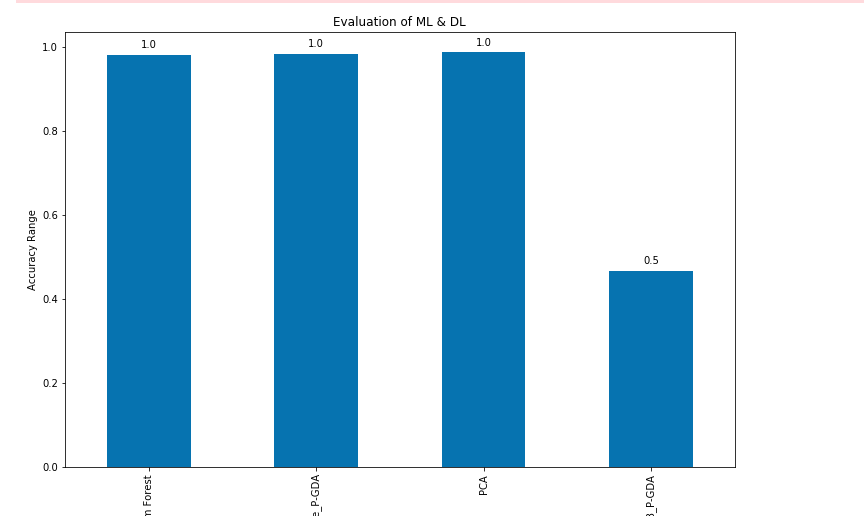 Evaluation of ML & DL
1.0
1.0
1.0
0.5
Accuracy Range
1.0
0.8
0.6
0.4
0.2
0.0
m Forest
e_P-GDA
PCA
_P-GDA